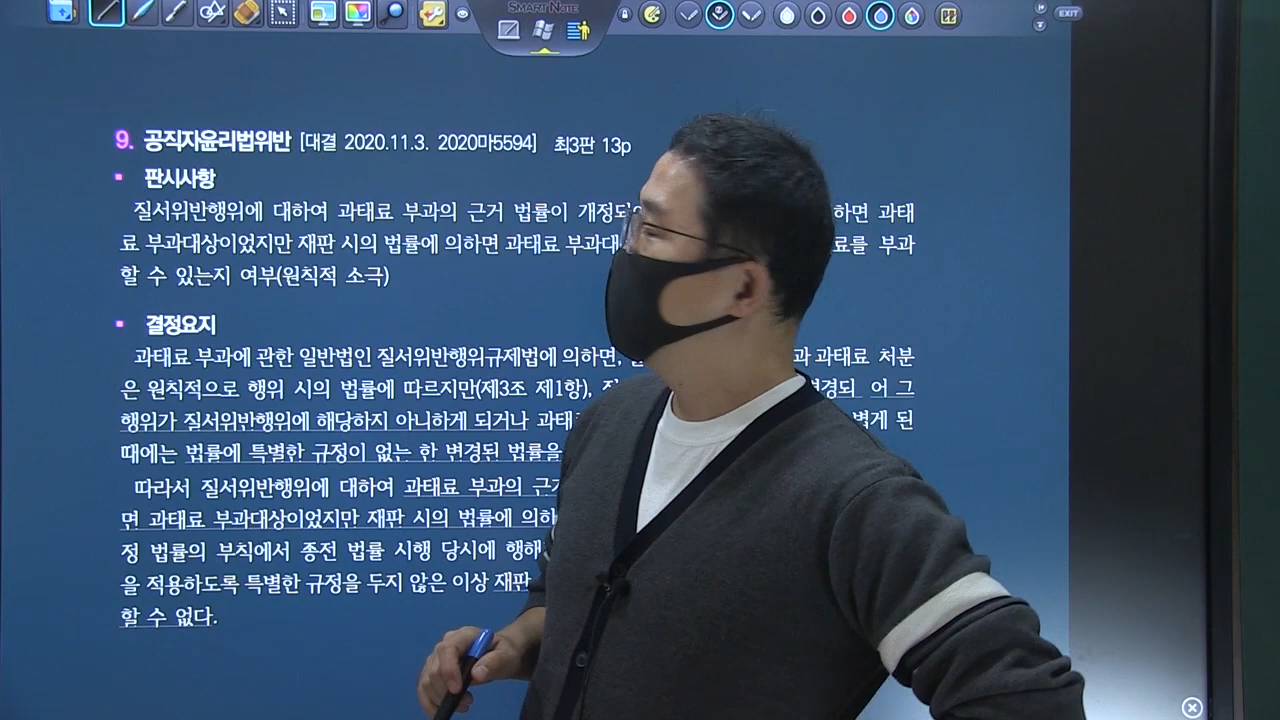 SMART NOTE
EXIT
9. 공직자윤리법위반 [대결 2020.11.3. 2020마5594] 최3판 13p
판시사항
질서위반행위에 대하여 과태료 부과의 근거 법률이 개정되 하면 과태
료 부과대상이었지만 재판 시의 법률에 의하면 과태료 부과대 료를 부과
할 수 있는지 여부(원칙적 소극)
결정요지
과태료 부과에 관한 일반법인 질서위반행위규제법에 의하면, 과 과태료 처분
은 원칙적으로 행위 시의 법률에 따르지만(제3조 제1항), 변경되 어 그
행위가 질서위반행위에 해당하지 아니하게 되거나 과태 볍게 된
때에는 법률에 특별한 규정이 없는 한 변경된 법률을
따라서 질서위반행위에 대하여 과태료 부과의 근
면 과태료 부과대상이었지만 재판 시의 법률에 의하
정 법률의 부칙에서 종전 법률 시행 당시에 행해
을 적용하도록 특별한 규정을 두지 않은 이상 재판
할 수 없다.